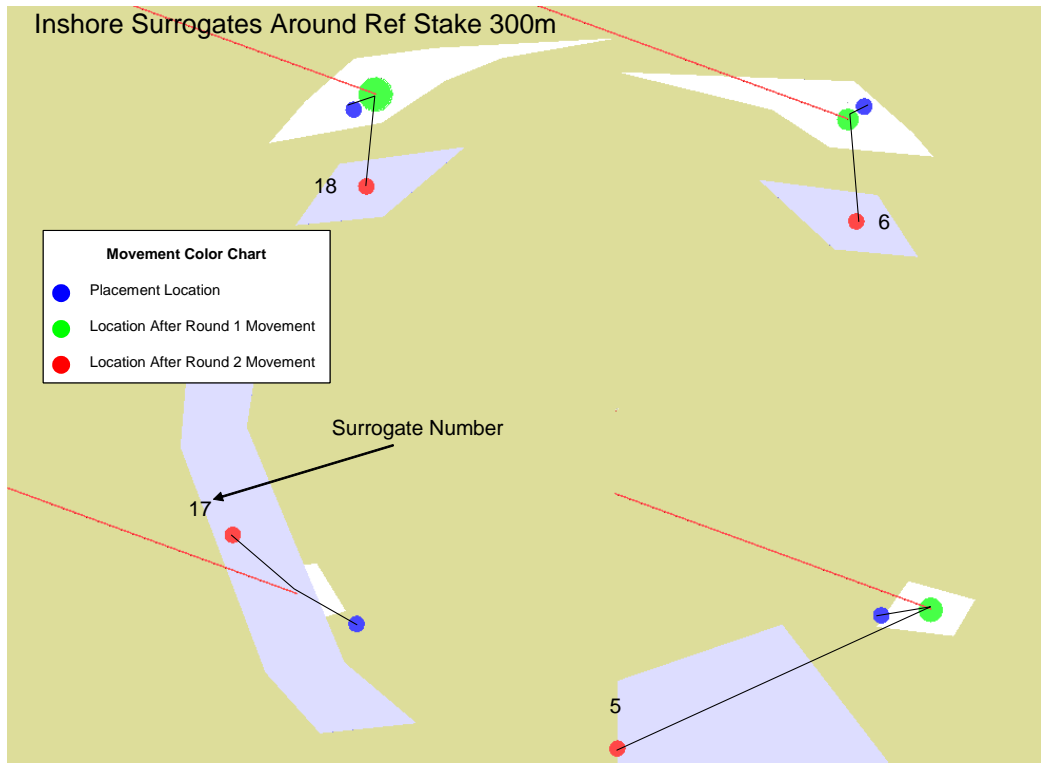 Inshore Surrogates Around Ref Stake 300m
18
6
Movement Color Chart
Placement Location
Location After Round 1 Movement
Location After Round 2 Movement
Surrogate Number
17
5